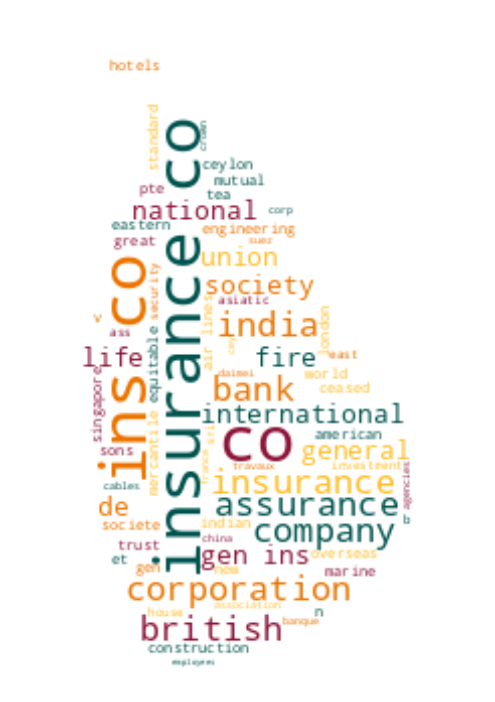 hotels
standard
insurance co
crown
ceylon
mutual
pte
tea
national
corp
eastern
engineering
great
suez
union
ins co
security
society
asiatic
air lines
india
london
v
ass
equitable
life
fire
east
singapore
daimei
world
bank
ceased
international
mercantile
co
american
sons
general
travaux
investment
france
agencies
cables
insurance
de
assurance
societe
indian
company
china
trust
gen ins
overseas
et
gen
new
marine
corporation
house
association
n
british
banque
construction
employees